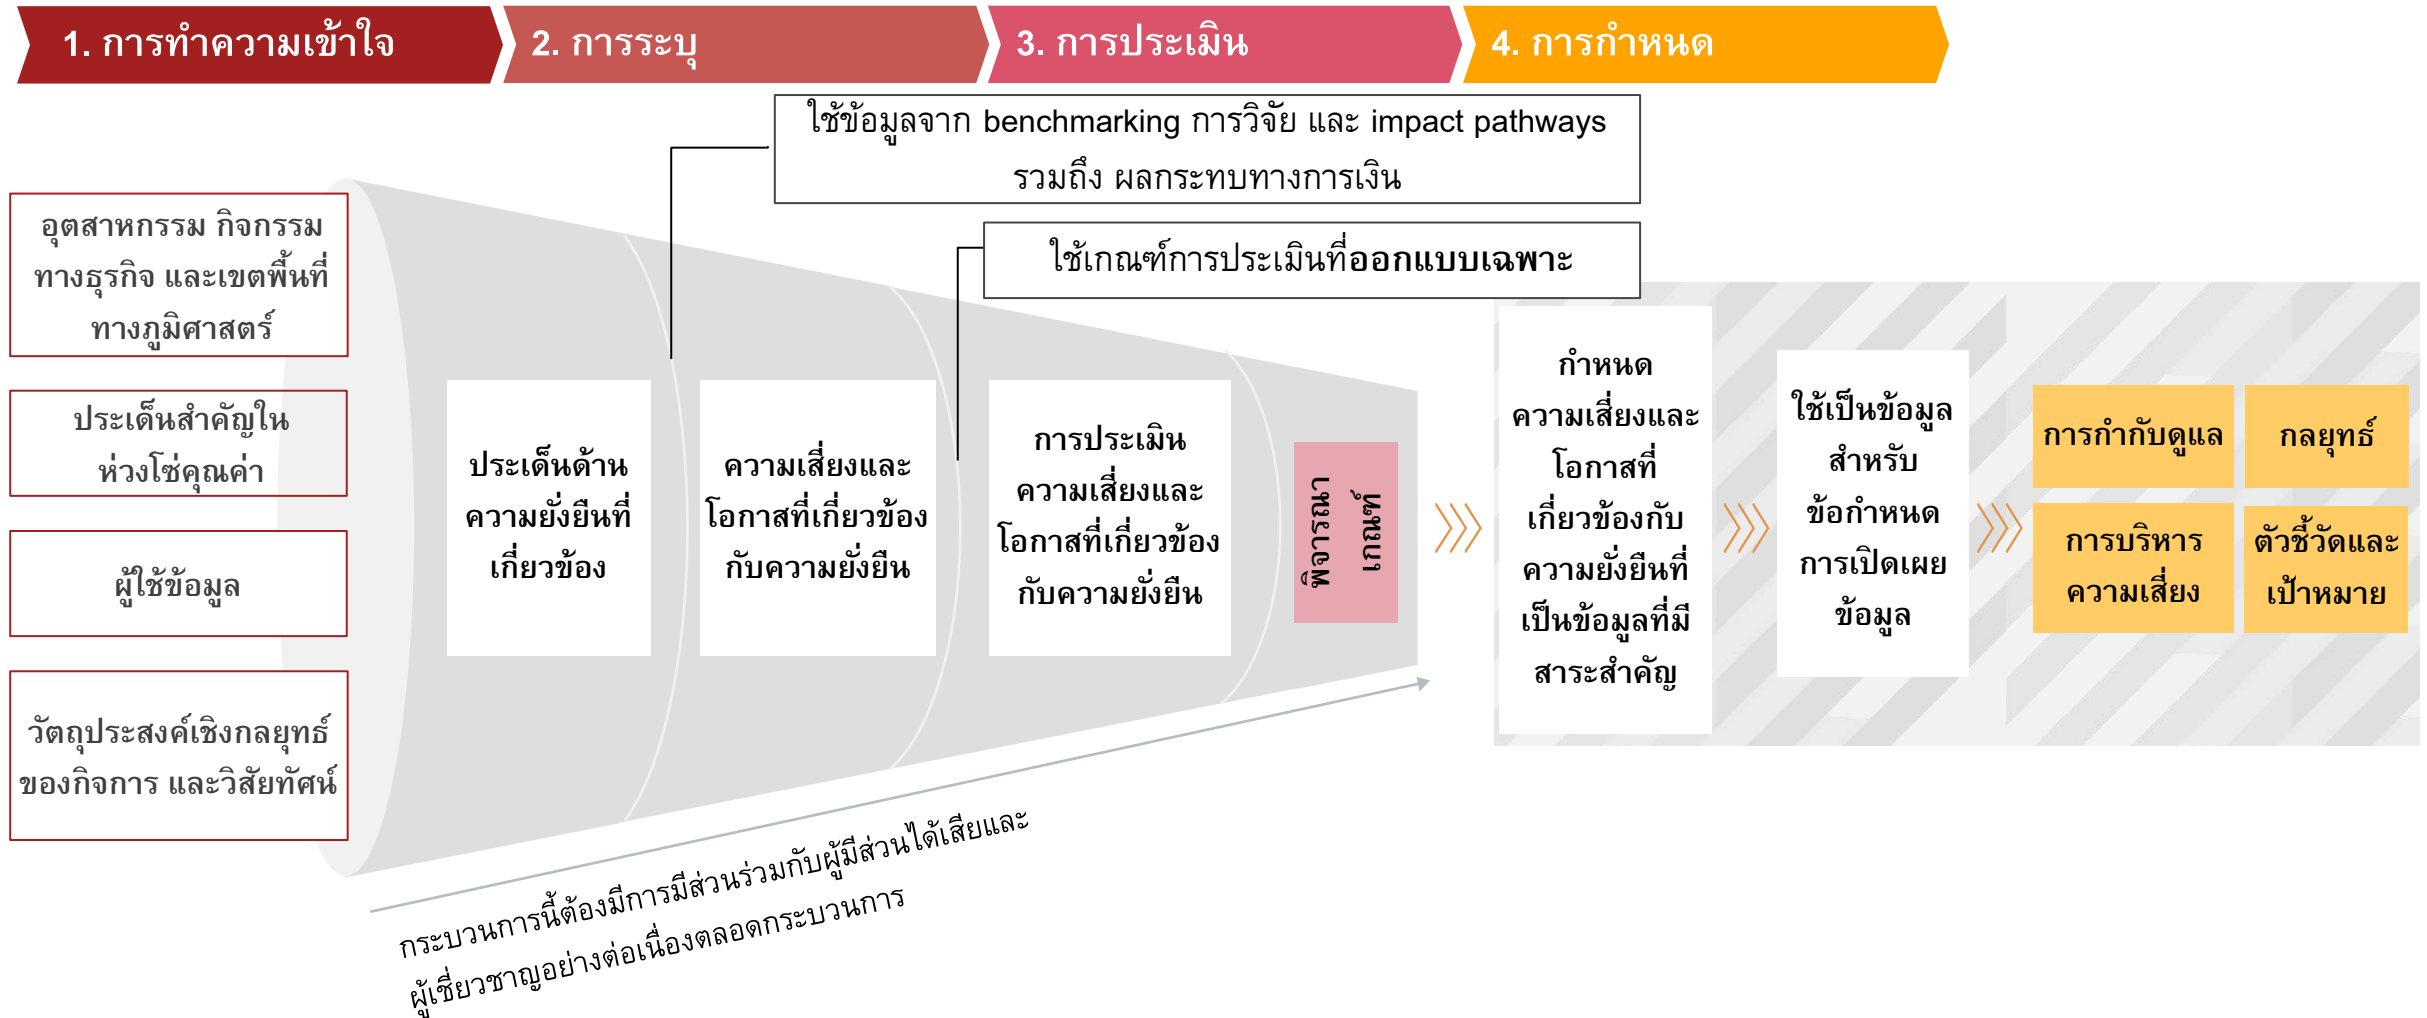 1. การทำความเข้าใจ
2. การระบุ
3. การประเมิน
4. การกำหนด
ใช้ข้อมูลจาก benchmarking การวิจัย และ impact pathways
รวมถึง ผลกระทบทางการเงิน
ใช้เกณฑ์การประเมินที่ออกแบบเฉพาะ
อุตสาหกรรม กิจกรรม
ทางธุรกิจ และเขตพื้นที่
ทางภูมิศาสตร์
ประเด็นสำคัญใน
ห่วงโซ่คุณค่า
ผู้ใช้ข้อมูล
วัตถุประสงค์เชิงกลยุทธ์
ของกิจการ และวิสัยทัศน์
ประเด็นด้าน
ความยั่งยืนที่
เกี่ยวข้อง
ความเสี่ยงและ
โอกาสที่เกี่ยวข้อง
กับความยั่งยืน
การประเมิน
ความเสี่ยงและ
โอกาสที่เกี่ยวข้อง
กับความยั่งยืน
พิจารณา
เกณฑ์
กำหนด
ความเสี่ยงและ
โอกาสที่
เกี่ยวข้องกับ
ความยั่งยืนที่
เป็นข้อมูลที่มี
สาระสำคัญ
ใช้เป็นข้อมูล
สำหรับ
ข้อกำหนด
การเปิดเผย
ข้อมูล
การกำกับดูแล
กลยุทธ์
การบริหาร
ความเสี่ยง
ตัวชี้วัดและ
เป้าหมาย
กระบวนการนี้ต้องมีการมีส่วนร่วมกับผู้มีส่วนได้เสียและ
ผู้เชี่ยวชาญอย่างต่อเนื่องตลอดกระบวนการ